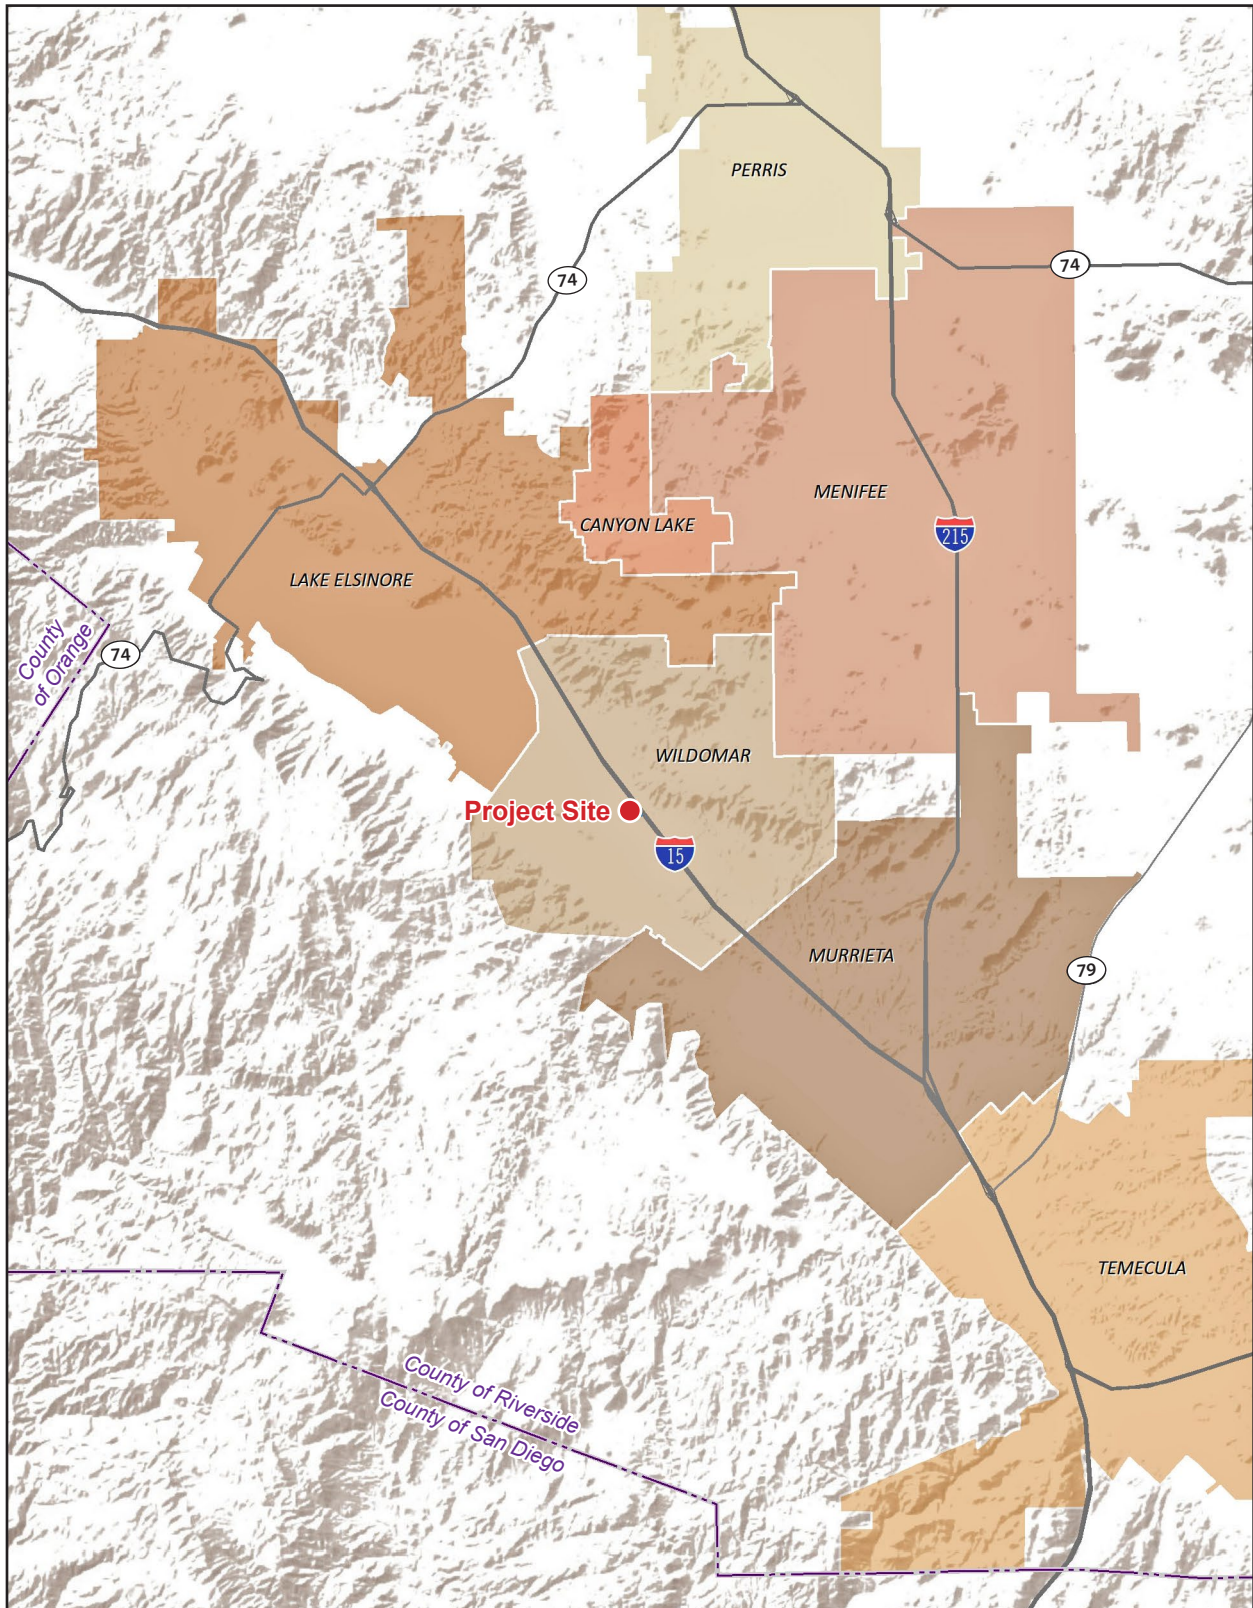 PERRIS
74
74
MENIFEE
CANYON LAKE
215
LAKE ELSINORE
County
of Orange
74
WILDOMAR
Project Site
15
MURRIETA
79
TEMECULA
County of Riverside
County of San Diego